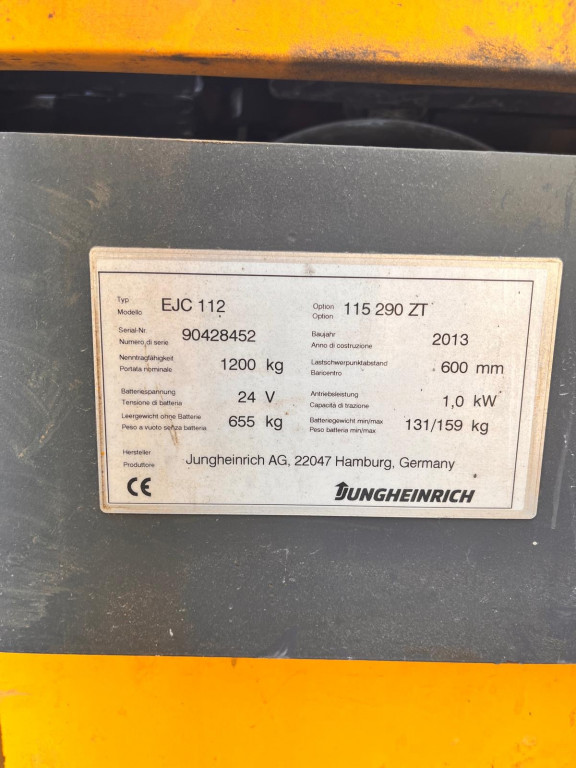 Typ EJC 112 Option 115 290 ZT
Modello Option
Serial-Nr. 90428452 Baujahr 2013
Numero di serie Anno di costruzione
Nenntragfähigkeit 1200 kg Lastschwerpunktabstand 600 mm
Portata nominale Baricentro
Batteriespannung 24 V Antriebsleistung 1,0 kW
Tensione di batteria Capacità di trazione
Leergewicht ohne Batterie 655 kg Batteriegewicht min/max 131/159 kg
Peso a vuoto senza batteria Peso batteria min/max
Hersteller Jungheinrich AG, 22047 Hamburg, Germany
Produttore
CE JUNGHEINRICH